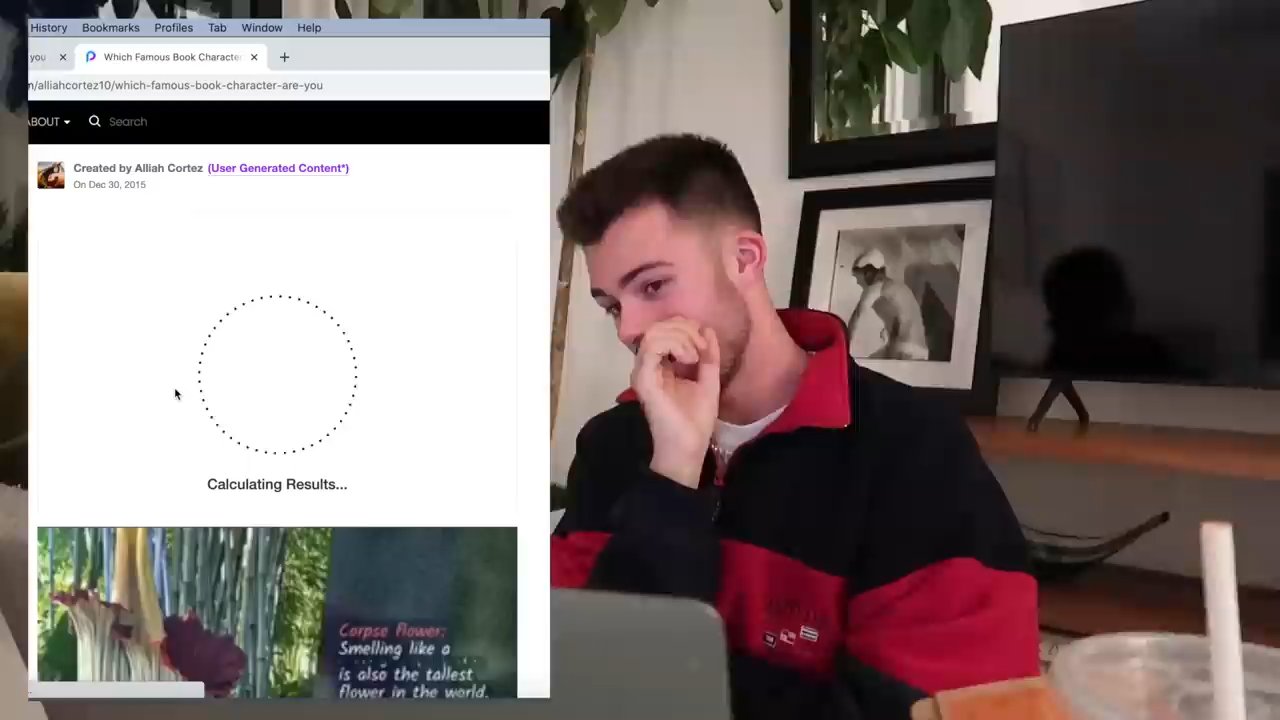 History Bookmarks Profiles Tab Window Help
you Which Famous Book Character
/alliahcortez10/which-famous-book-character-are-you
ABOUT Search
Created by Alliah Cortez (User Generated Content*)
On Dec 30, 2015
Calculating Results...
Corpse flower:
Smelling like a
is also the tallest
flower in the world.